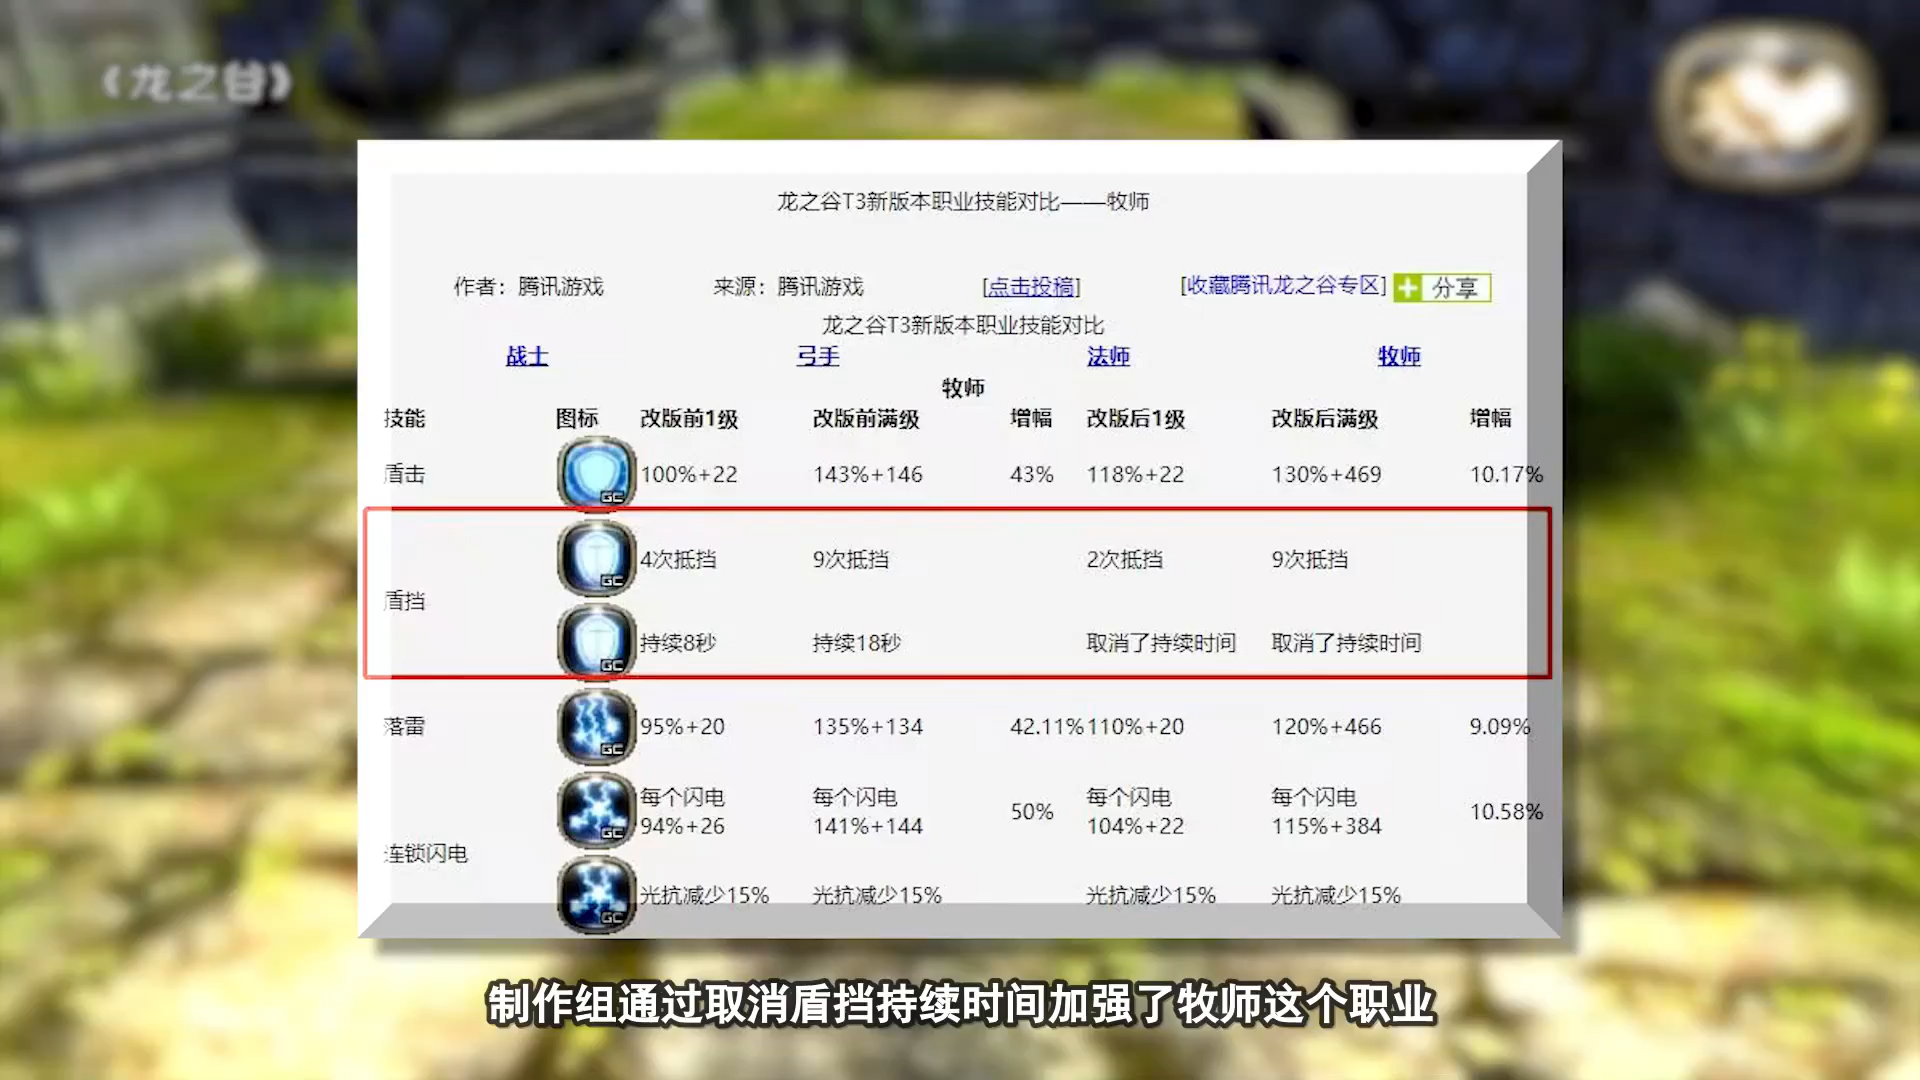 《龙之谷》
龙之谷T3新版本职业技能对比——牧师
作者：腾讯游戏 来源：腾讯游戏 [点击投稿] [收藏腾讯龙之谷专区] 分享
龙之谷T3新版本职业技能对比
战士 弓手 法师 牧师
牧师
技能 图标 改版前1级 改版前满级 增幅 改版后1级 改版后满级 增幅
盾击 GC 100%+22 143%+146 43% 118%+22 130%+469 10.17%
GC 4次抵挡 9次抵挡 2次抵挡 9次抵挡
盾挡
GC 持续8秒 持续18秒 取消了持续时间 取消了持续时间
落雷 GC 95%+20 135%+134 42.11% 110%+20 120%+466 9.09%
每个闪电 每个闪电 每个闪电 每个闪电
GC 94%+26 141%+144 50% 104%+22 115%+384 10.58%
连锁闪电
GC 光抗减少15% 光抗减少15% 光抗减少15% 光抗减少15%
制作组通过取消盾挡持续时间加强了牧师这个职业